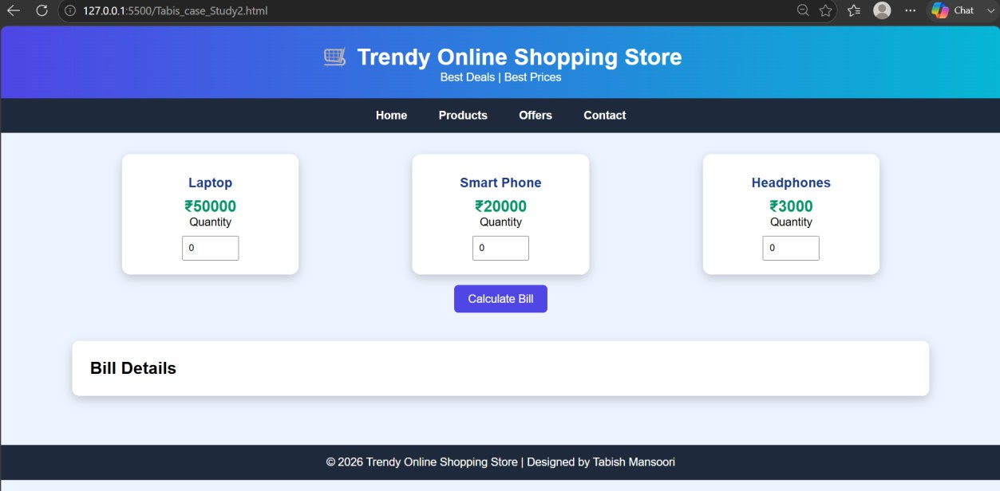 127.0.0.1:5500/Tabis_case_Study2.html
Chat
Trendy Online Shopping Store
Best Deals | Best Prices
Home Products Offers Contact
Laptop
₹50000
Quantity
0
Smart Phone
₹20000
Quantity
0
Headphones
₹3000
Quantity
0
Calculate Bill
Bill Details
© 2026 Trendy Online Shopping Store | Designed by Tabish Mansoori